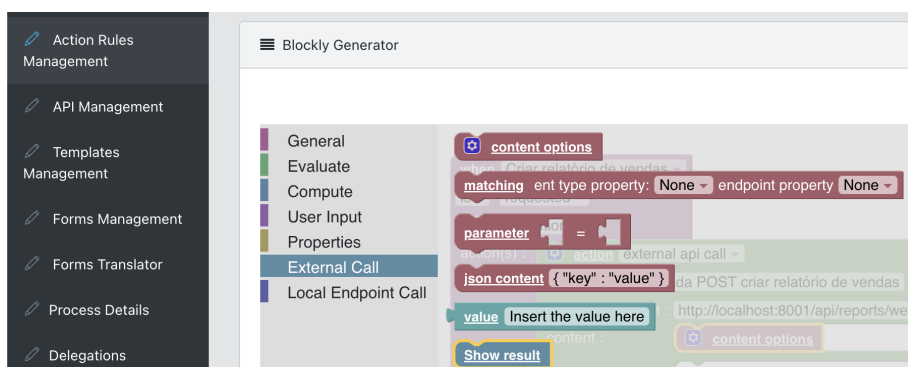 Action Rules
Management
API Management
Templates
Management
Forms Management
Forms Translator
Process Details
Delegations
Blockly Generator
General
Evaluate
Compute
User Input
Properties
External Call
Local Endpoint Call
content options
when Criar relatório de vendas
matching ent type property: None endpoint property None
requested
parameter =
action(s) : action external api call
json content { "key" : "value" } da POST criar relatório de vendas
value Insert the value here : http://localhost:8001/api/reports/we
content : content options
Show result